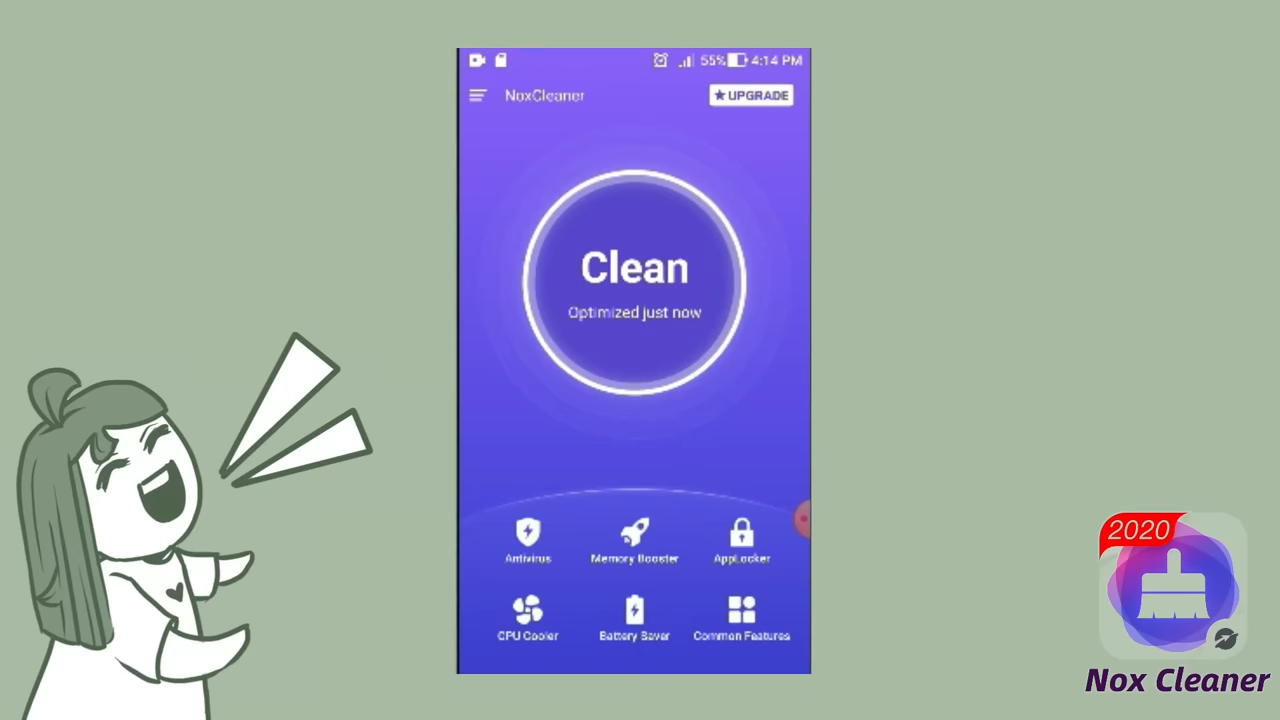 55% 4:14 PM
NoxCleaner
★ UPGRADE
Clean
Optimized just now
Antivirus
Memory Booster
AppLocker
CPU Cooler
Battery Saver
Common Features
2020
Nox Cleaner